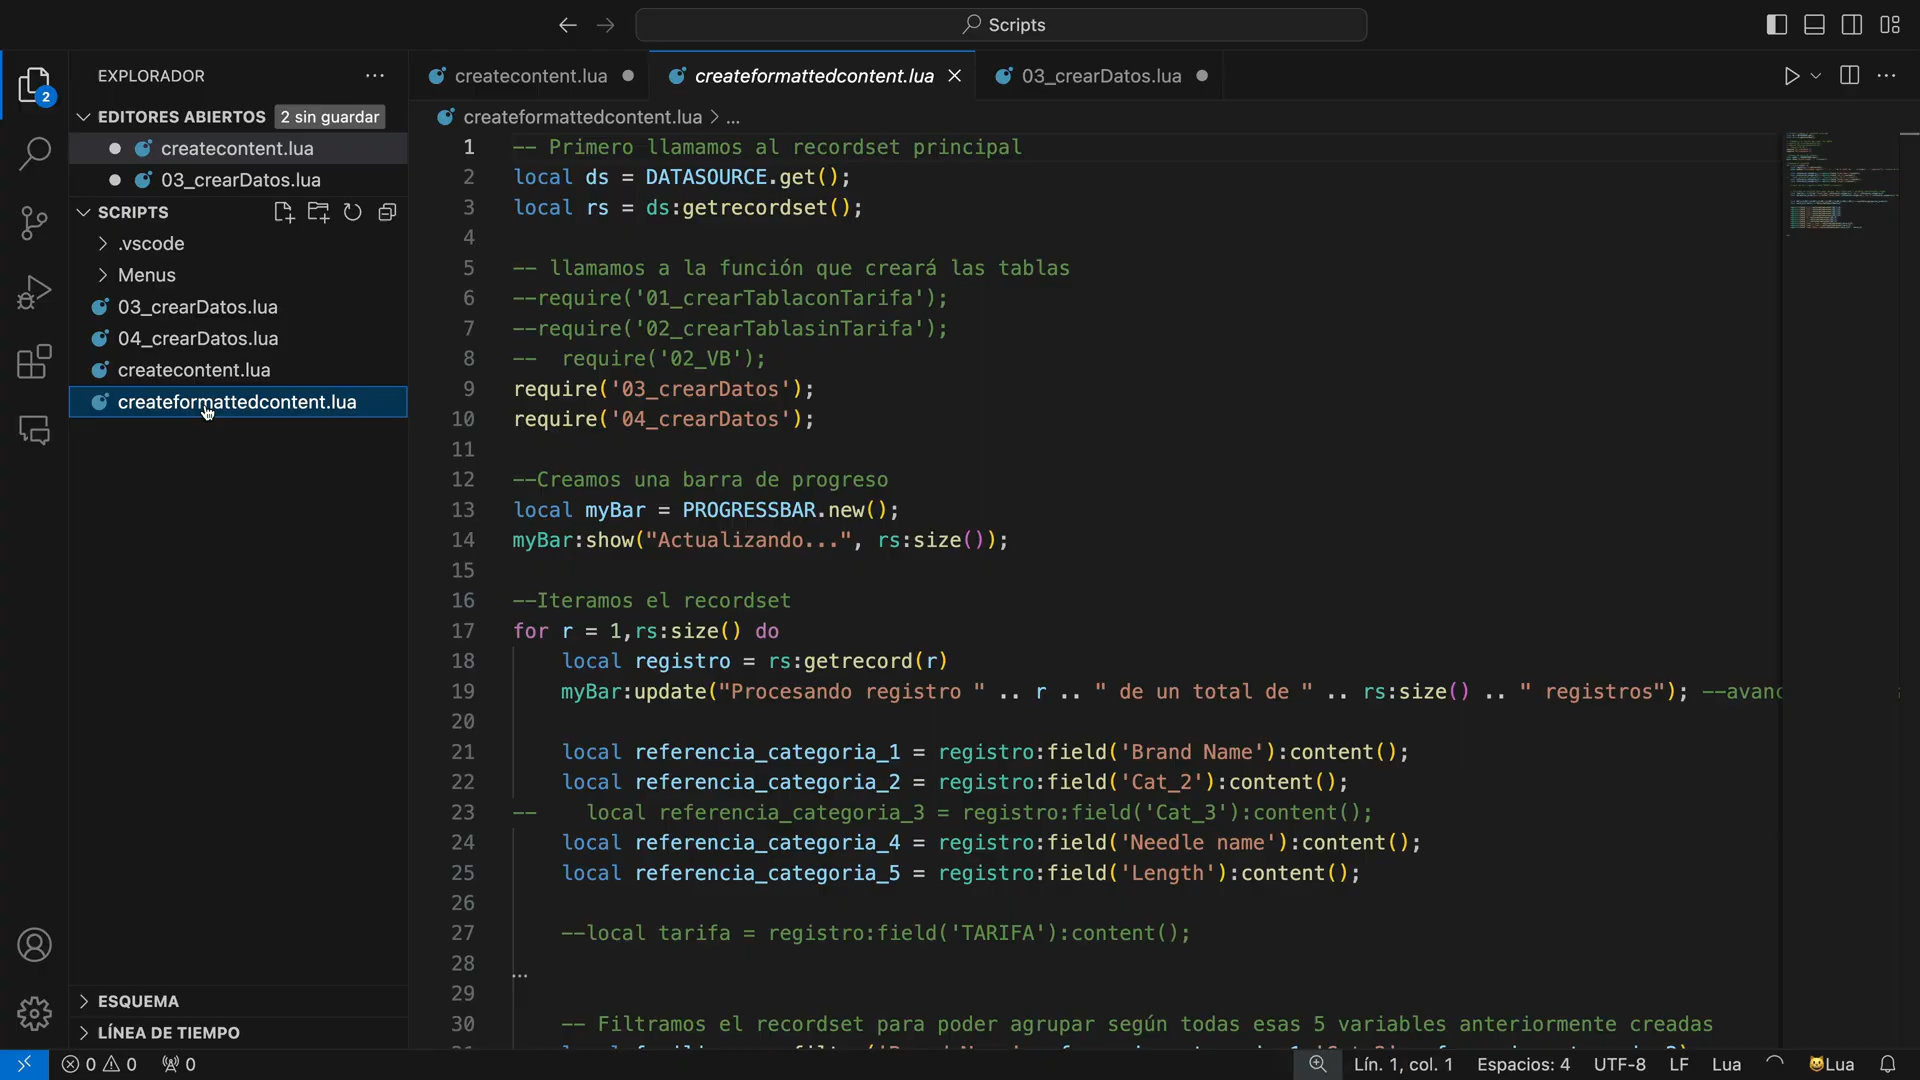 Scripts
EXPLORADOR
createcontent.lua
createformattedcontent.lua
03_crearDatos.lua
2
EDITORES ABIERTOS
2 sin guardar
createcontent.lua
03_crearDatos.lua
SCRIPTS
.vscode
Menus
03_crearDatos.lua
04_crearDatos.lua
createcontent.lua
createformattedcontent.lua
ESQUEMA
LÍNEA DE TIEMPO
createformattedcontent.lua > ...
1 -- Primero llamamos al recordset principal
2 local ds = DATASOURCE.get();
3 local rs = ds:getrecordset();
4
5 -- llamamos a la función que creará las tablas
6 --require('01_crearTablaconTarifa');
7 --require('02_crearTablasinTarifa');
8 --  require('02_VB');
9 require('03_crearDatos');
10 require('04_crearDatos');
11
12 --Creamos una barra de progreso
13 local myBar = PROGRESSBAR.new();
14 myBar:show("Actualizando...", rs:size());
15
16 --Iteramos el recordset
17 for r = 1,rs:size() do
18     local registro = rs:getrecord(r)
19     myBar:update("Procesando registro " .. r .. " de un total de " .. rs:size() .. " registros"); --avanc
20
21     local referencia_categoria_1 = registro:field('Brand Name'):content();
22     local referencia_categoria_2 = registro:field('Cat_2'):content();
23 --    local referencia_categoria_3 = registro:field('Cat_3'):content();
24     local referencia_categoria_4 = registro:field('Needle name'):content();
25     local referencia_categoria_5 = registro:field('Length'):content();
26
27     --local tarifa = registro:field('TARIFA'):content();
28 ...
29
30     -- Filtramos el recordset para poder agrupar según todas esas 5 variables anteriormente creadas
0 0 0
Lín. 1, col. 1
Espacios: 4
UTF-8
LF
Lua
Lua